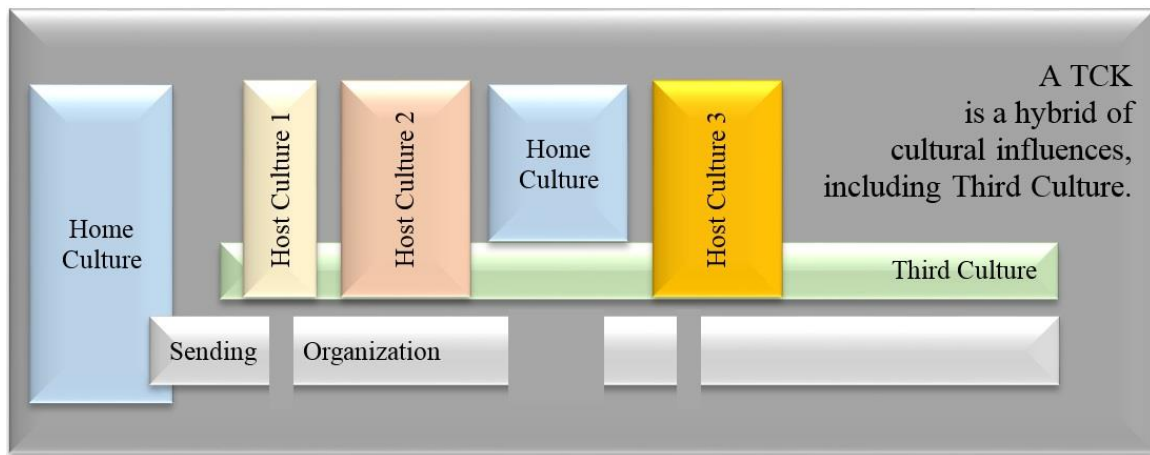 Home
Culture
Host Culture 1
Host Culture 2
Home
Culture
Host Culture 3
A TCK
is a hybrid of
cultural influences,
including Third Culture.
Third Culture
Sending Organization